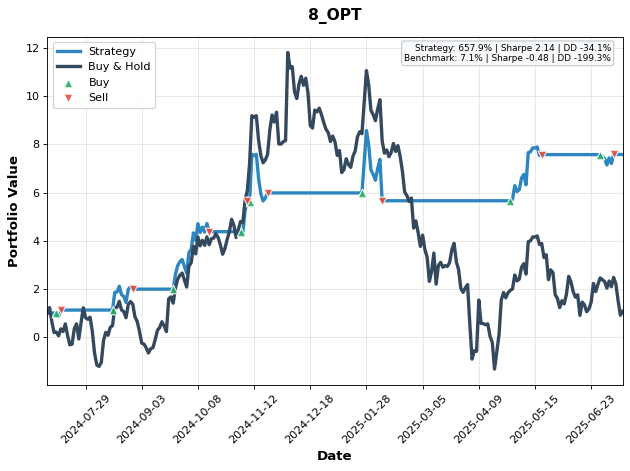 8_OPT
Strategy: 657.9% | Sharpe 2.14 | DD -34.1%
Benchmark: 7.1% | Sharpe -0.48 | DD -199.3%
Strategy
Buy & Hold
Buy
Sell
Portfolio Value
12
10
8
6
4
2
0
2024-07-29
2024-09-03
2024-10-08
2024-11-12
2024-12-18
2025-01-28
2025-03-05
2025-04-09
2025-05-15
2025-06-23
Date